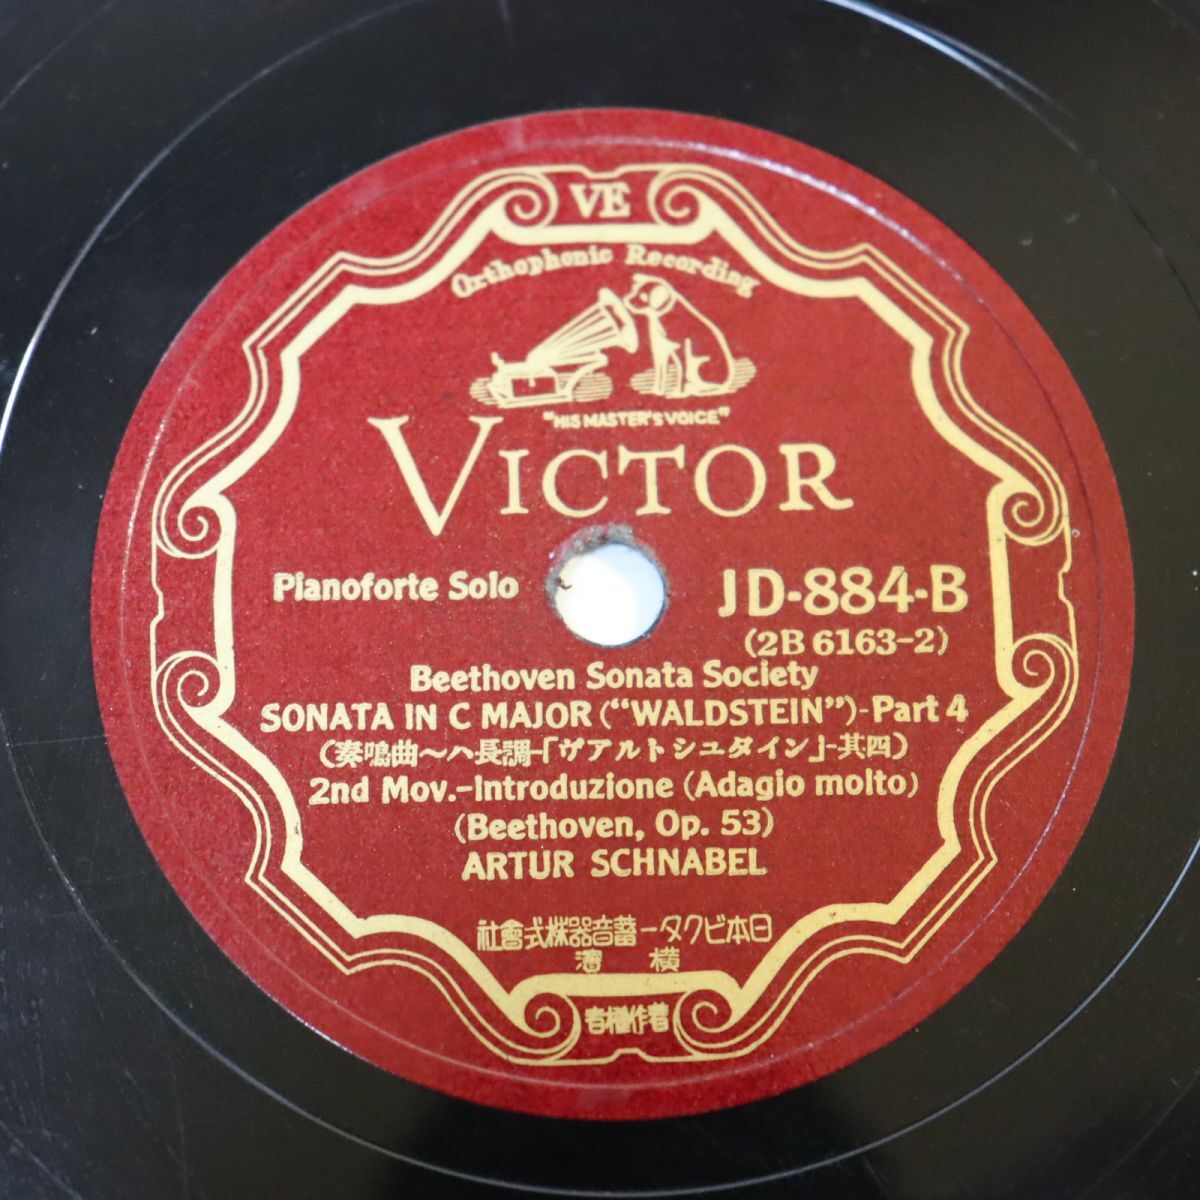 VE
Orthophonic Recording
"HIS MASTER'S VOICE"
VICTOR
Pianoforte Solo
JD-884-B
(2B 6163-2)
Beethoven Sonata Society
SONATA IN C MAJOR ("WALDSTEIN")-Part 4
(奏鳴曲～ハ長調-「ヴアルトシュタイン」-其四)
2nd Mov.-Introduzione (Adagio molto)
(Beethoven, Op. 53)
ARTUR SCHNABEL
社會式株器音蓄ータクビ本日
濱横
者權作著